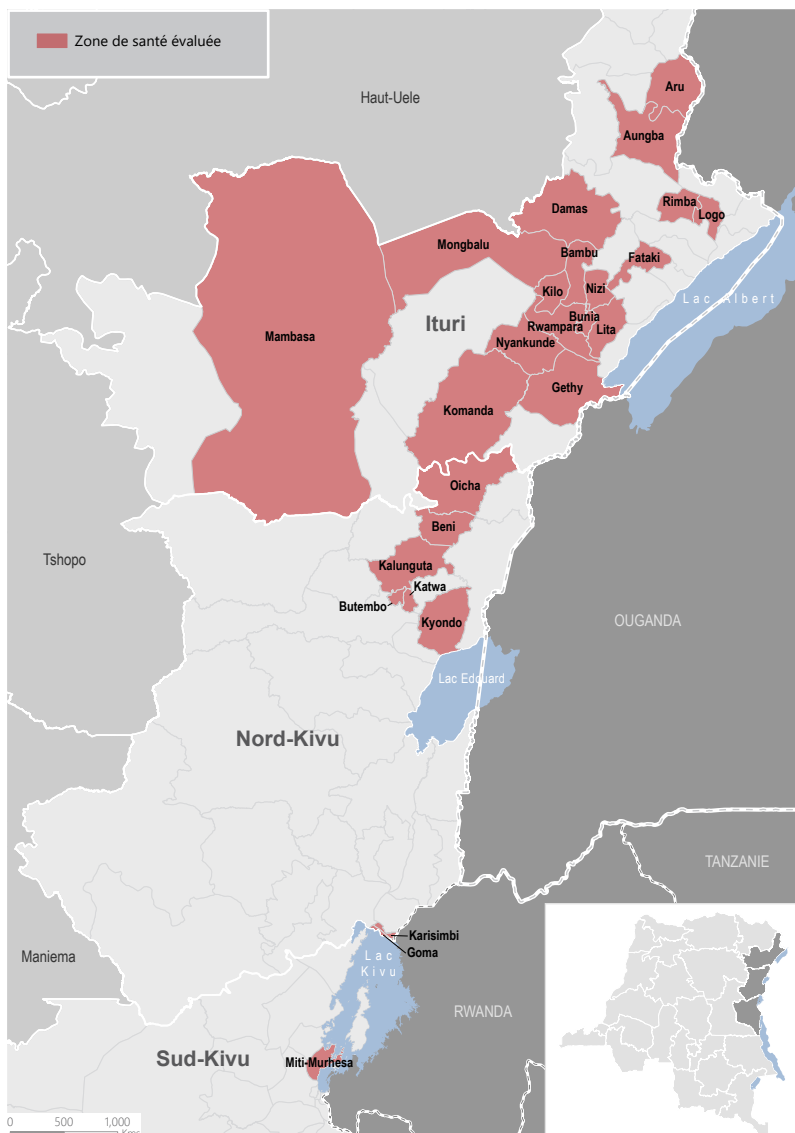 Zone de santé évaluée
Haut-Uele
Aru
Aungba
Rimba
Logo
Damas
Mongbalu
Bambu
Fataki
Kilo
Nizi
Lac Albert
Ituri
Bunia
Rwampara
Lita
Mambasa
Nyankunde
Gethy
Komanda
Oicha
Beni
Tshopo
Kalunguta
Katwa
Butembo
Kyondo
OUGANDA
Lac Edouard
Nord-Kivu
TANZANIE
Karisimbi
Goma
Maniema
Lac
Kivu
RWANDA
Sud-Kivu
Miti-Murhesa
0 500 1,000